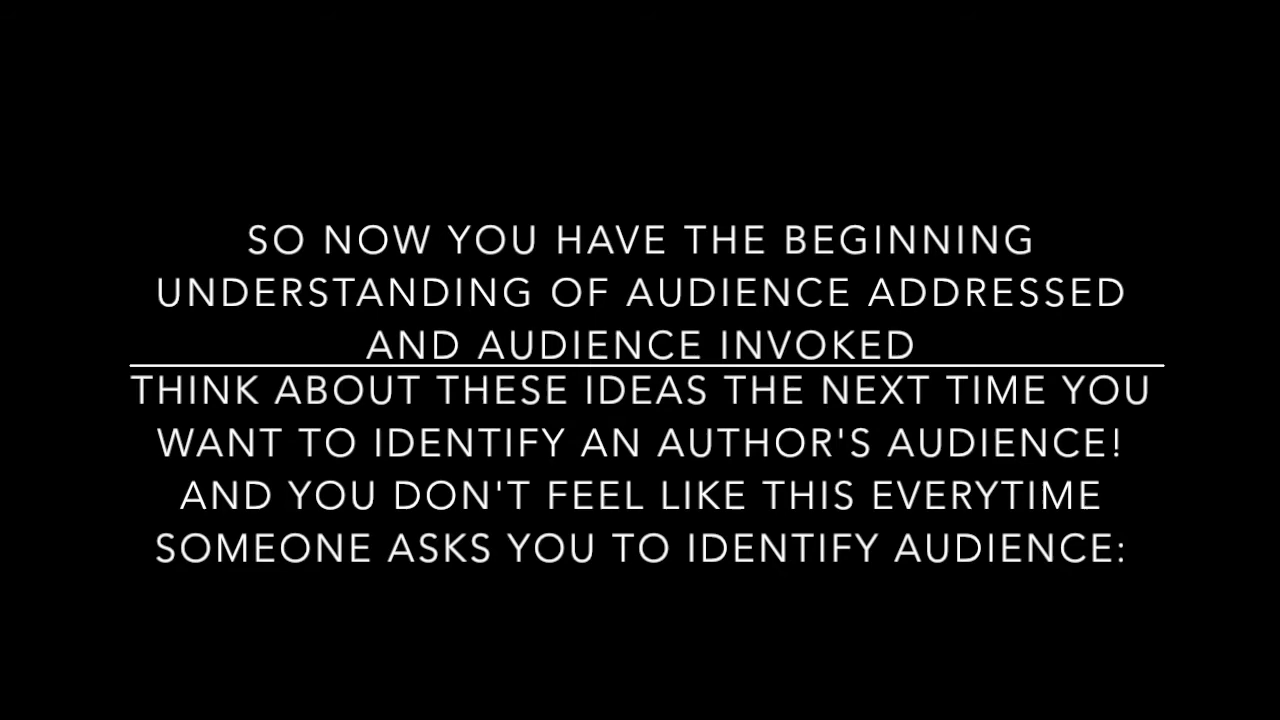 SO NOW YOU HAVE THE BEGINNING
UNDERSTANDING OF AUDIENCE ADDRESSED
AND AUDIENCE INVOKED
THINK ABOUT THESE IDEAS THE NEXT TIME YOU
WANT TO IDENTIFY AN AUTHOR'S AUDIENCE!
AND YOU DON'T FEEL LIKE THIS EVERYTIME
SOMEONE ASKS YOU TO IDENTIFY AUDIENCE: